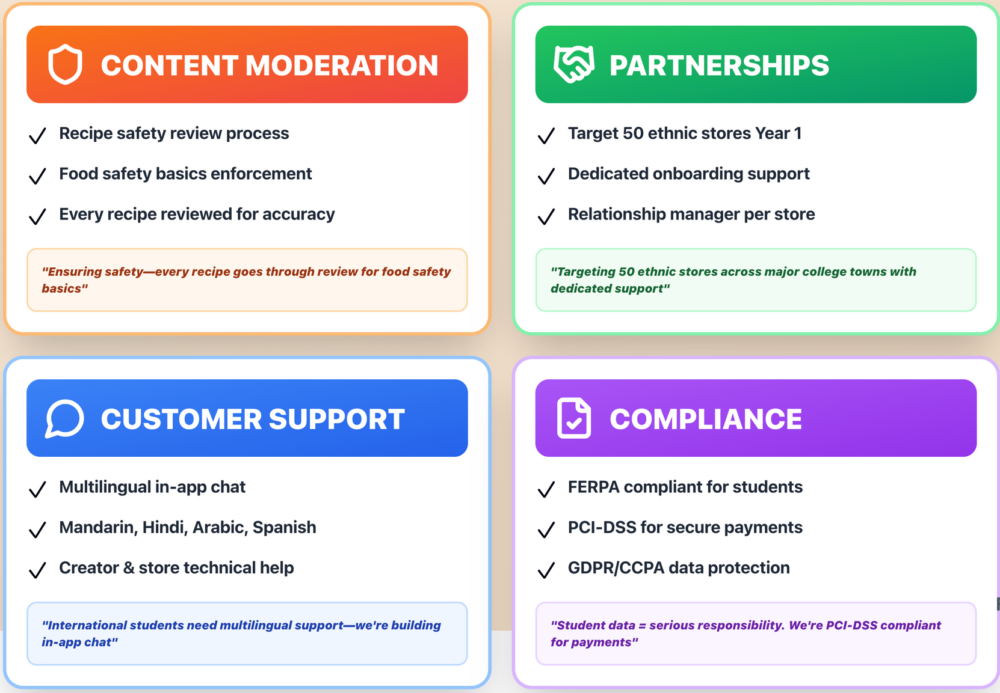 CONTENT MODERATION
Recipe safety review process
Food safety basics enforcement
Every recipe reviewed for accuracy
"Ensuring safety—every recipe goes through review for food safety
basics"
PARTNERSHIPS
Target 50 ethnic stores Year 1
Dedicated onboarding support
Relationship manager per store
"Targeting 50 ethnic stores across major college towns with
dedicated support"
CUSTOMER SUPPORT
Multilingual in-app chat
Mandarin, Hindi, Arabic, Spanish
Creator & store technical help
"International students need multilingual support—we're building
in-app chat"
COMPLIANCE
FERPA compliant for students
PCI-DSS for secure payments
GDPR/CCPA data protection
"Student data = serious responsibility. We're PCI-DSS compliant
for payments"